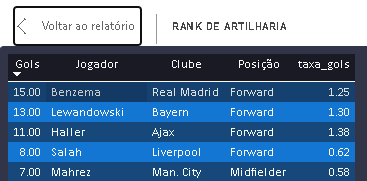 Voltar ao relatório RANK DE ARTILHARIA
Gols Jogador Clube Posição taxa_gols
15.00 Benzema Real Madrid Forward 1.25
13.00 Lewandowski Bayern Forward 1.30
11.00 Haller Ajax Forward 1.38
8.00 Salah Liverpool Forward 0.62
7.00 Mahrez Man. City Midfielder 0.58